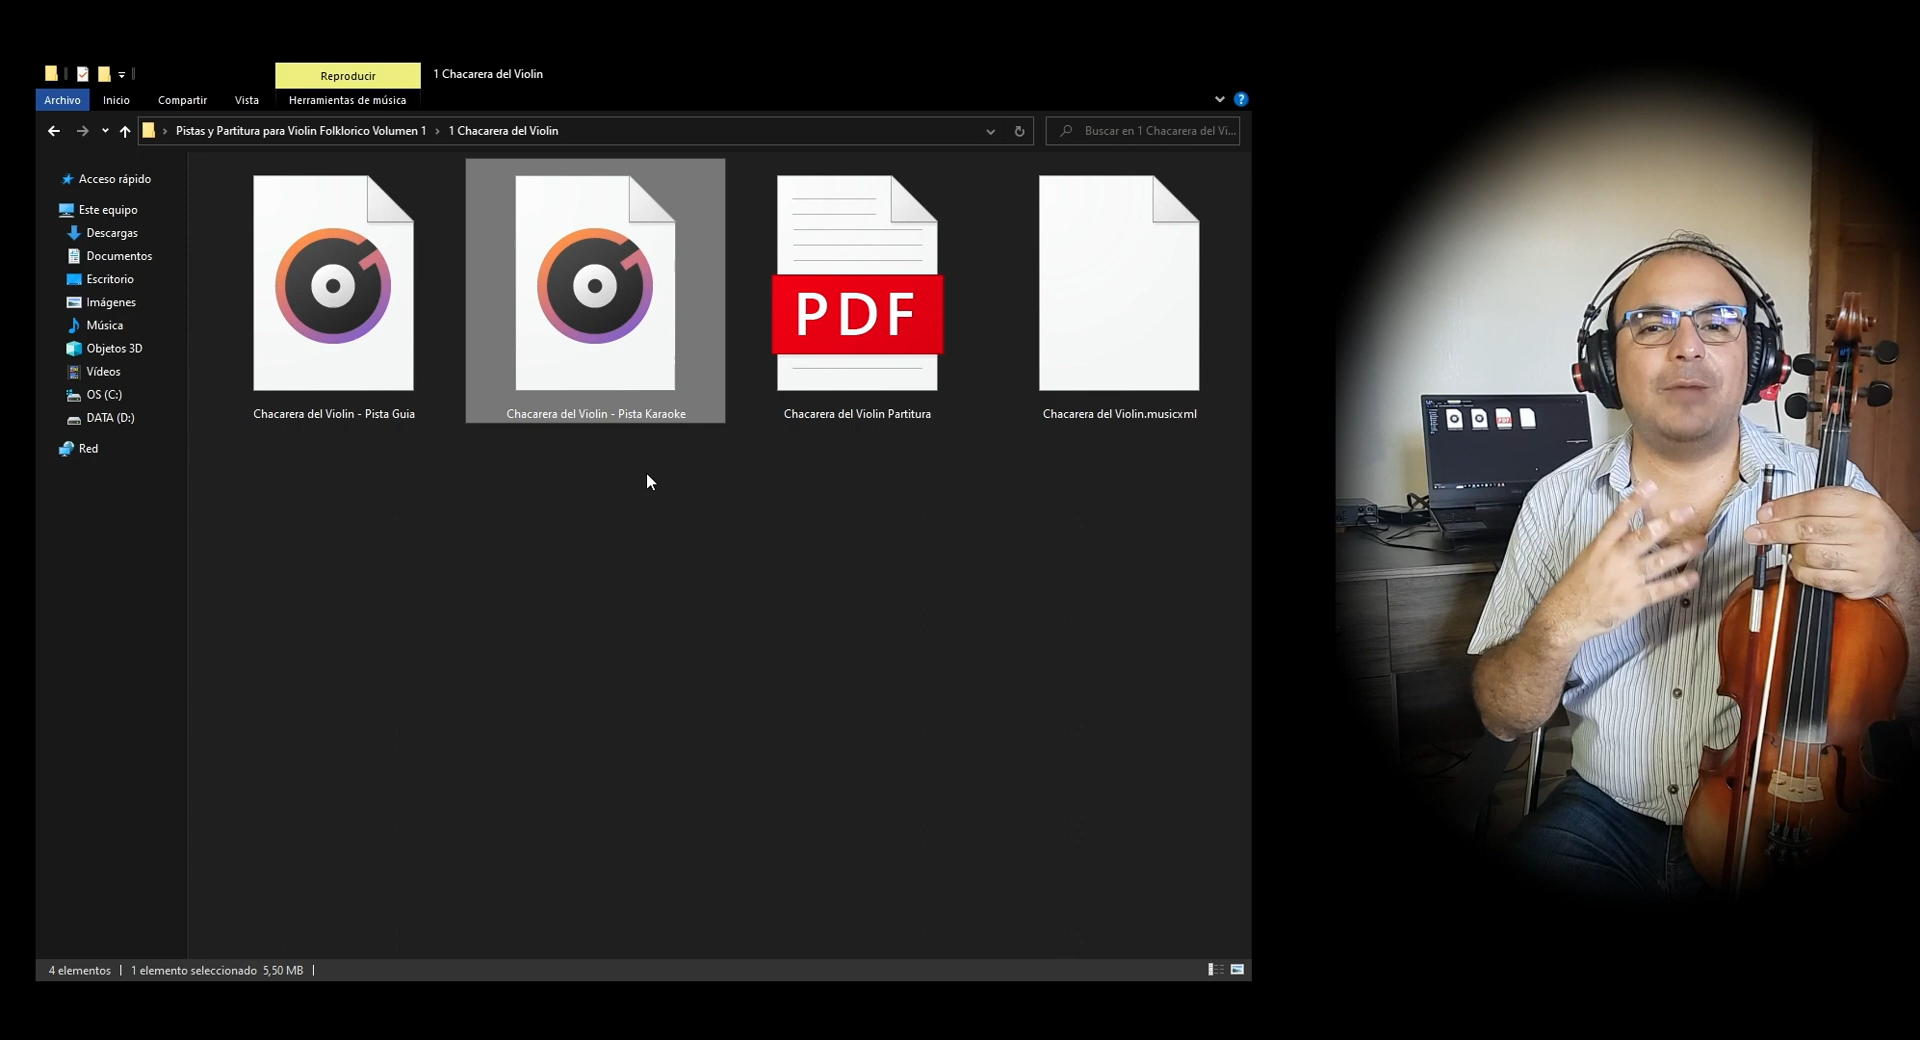 Reproducir
1 Chacarera del Violin
Archivo
Inicio
Compartir
Vista
Herramientas de música
?
Pistas y Partitura para Violin Folklorico Volumen 1 › 1 Chacarera del Violin
Buscar en 1 Chacarera del Vi...
Acceso rápido
Este equipo
Descargas
Documentos
Escritorio
Imágenes
Música
Objetos 3D
Vídeos
OS (C:)
DATA (D:)
Red
PDF
Chacarera del Violin - Pista Guia
Chacarera del Violin - Pista Karaoke
Chacarera del Violin Partitura
Chacarera del Violin.musicxml
4 elementos
1 elemento seleccionado 5,50 MB